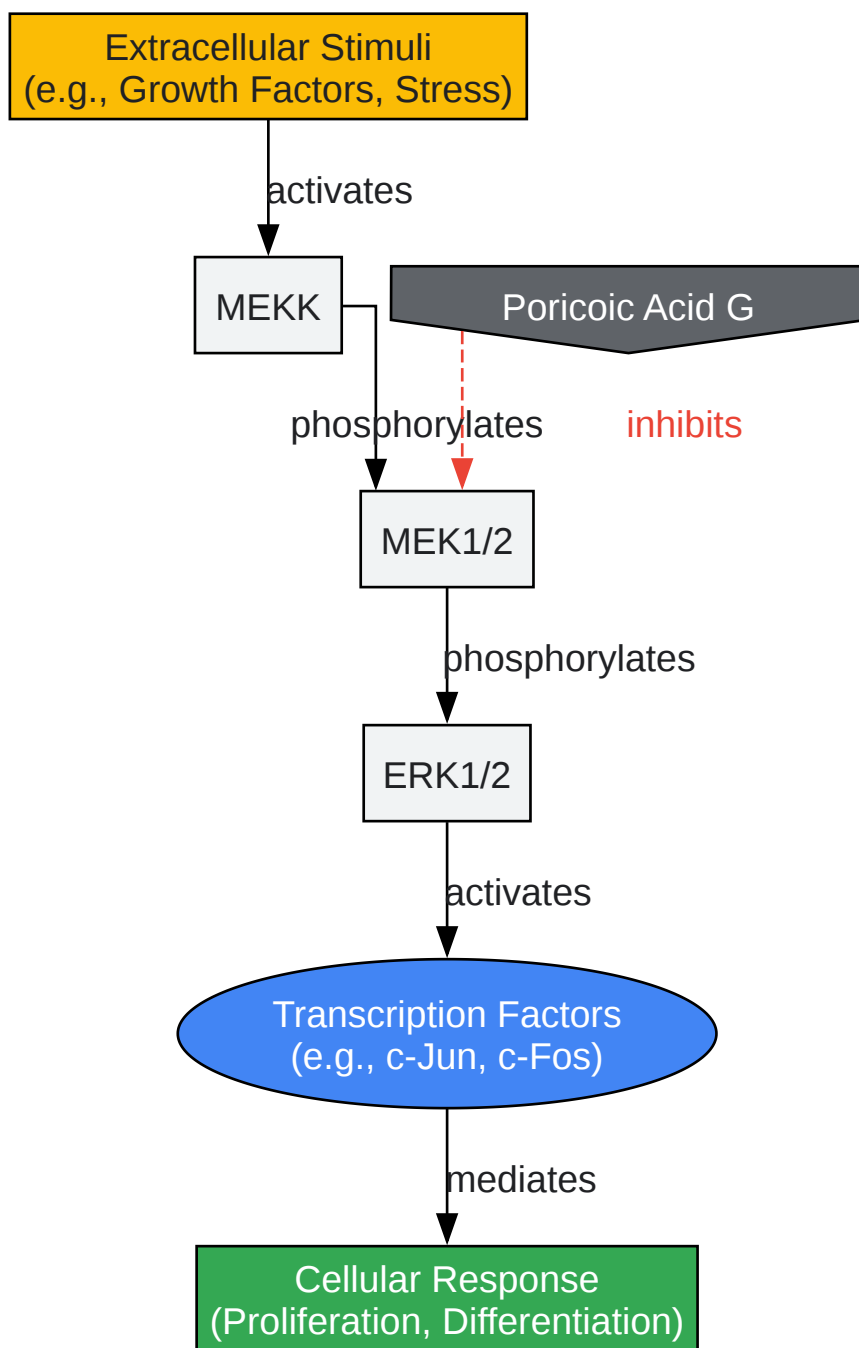 Extracellular Stimuli
(e.g., Growth Factors, Stress)
activates
MEKK
Poricoic Acid G
phosphorylates
inhibits
MEK1/2
phosphorylates
ERK1/2
activates
Transcription Factors
(e.g., c-Jun, c-Fos)
mediates
Cellular Response
(Proliferation, Differentiation)